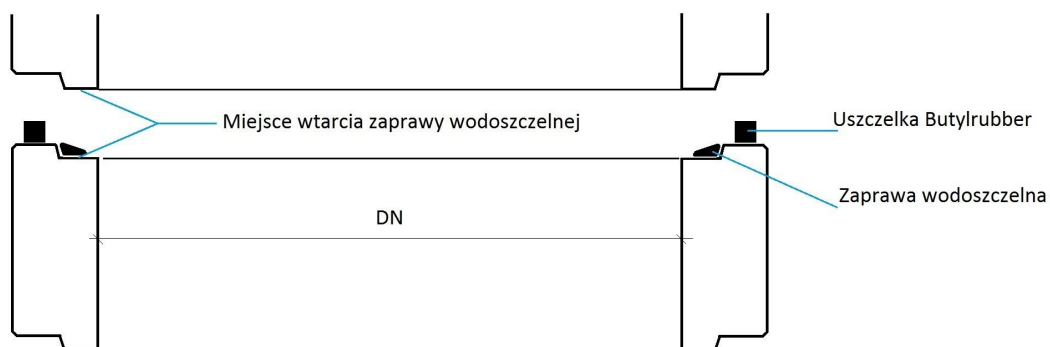 Miejsce wtarcia zaprawy wodoszczelnej
Uszczelka Butylrubber
Zaprawa wodoszczelna
DN